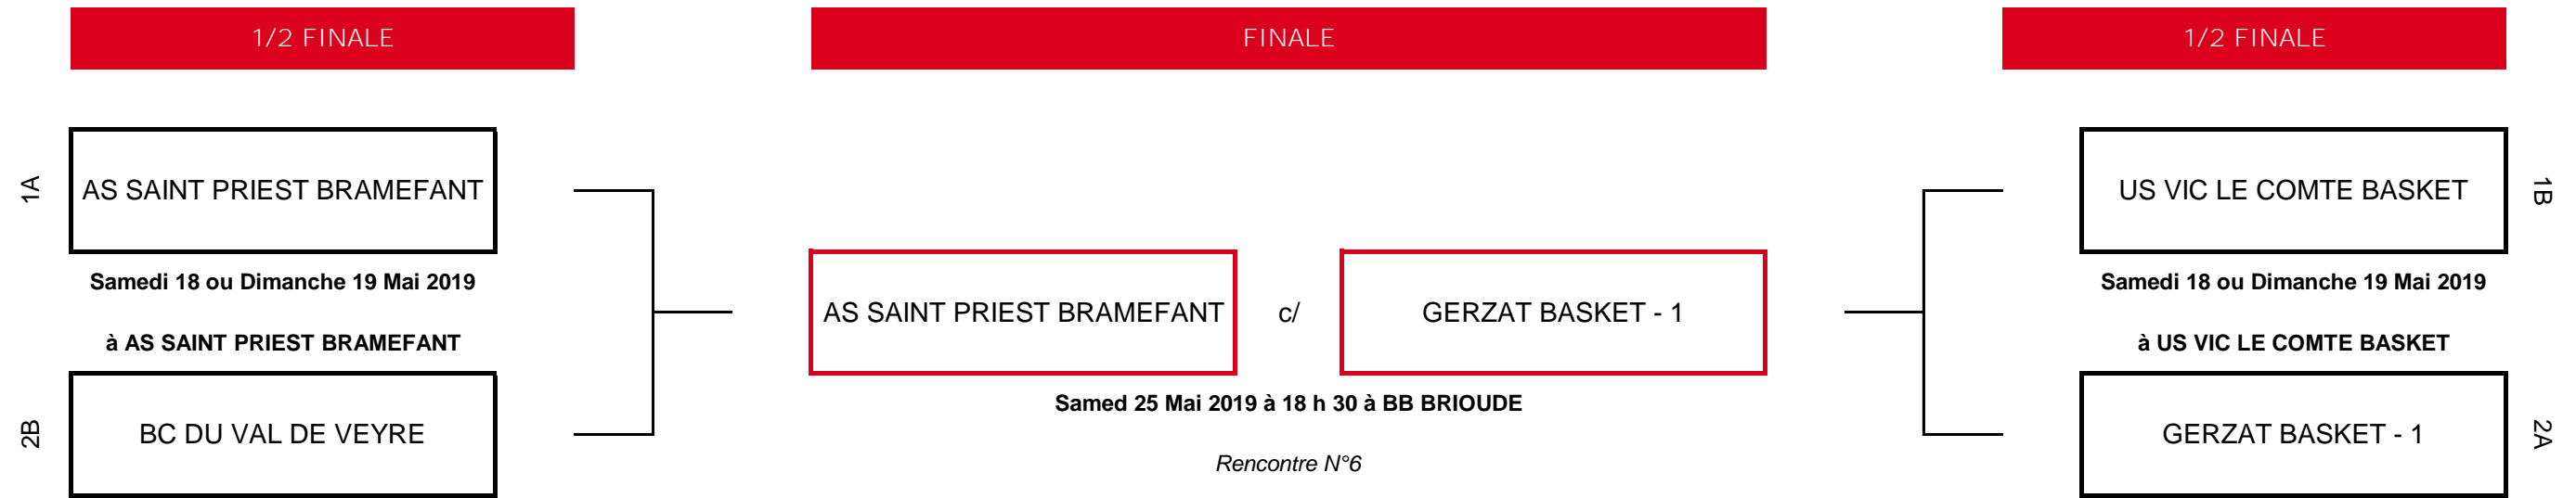 1/2 FINALE
FINALE
1/2 FINALE
1A
AS SAINT PRIEST BRAMEFANT
Samedi 18 ou Dimanche 19 Mai 2019
à AS SAINT PRIEST BRAMEFANT
2B
BC DU VAL DE VEYRE
AS SAINT PRIEST BRAMEFANT
c/
GERZAT BASKET - 1
Samed 25 Mai 2019 à 18 h 30 à BB BRIOUDE
Rencontre N°6
US VIC LE COMTE BASKET
1B
Samedi 18 ou Dimanche 19 Mai 2019
à US VIC LE COMTE BASKET
GERZAT BASKET - 1
2A